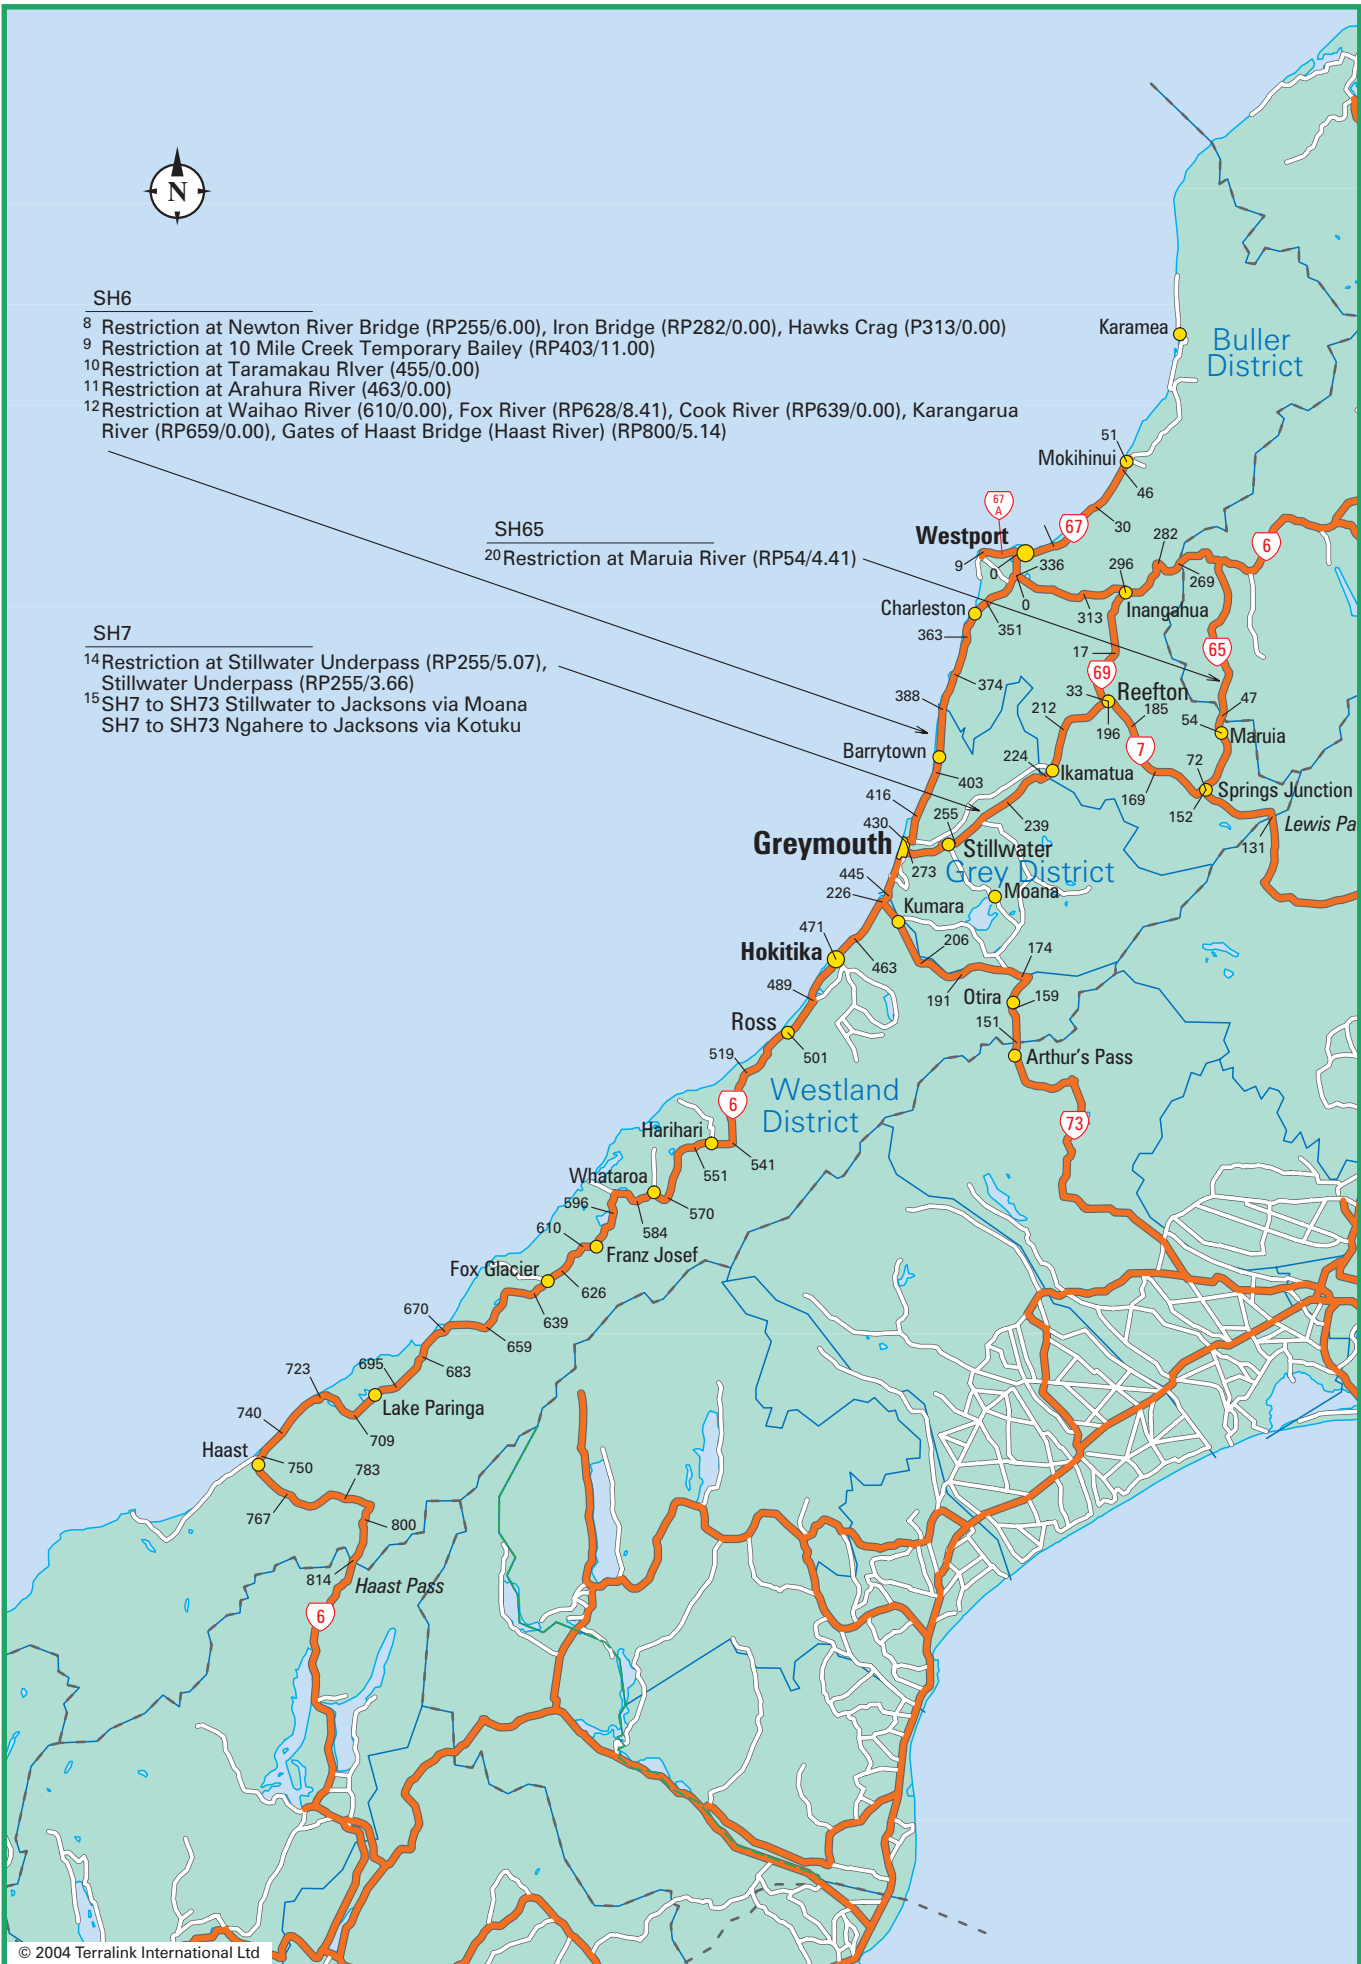 N
SH6
8 Restriction at Newton River Bridge (RP255/6.00), Iron Bridge (RP282/0.00), Hawks Crag (P313/0.00)
9 Restriction at 10 Mile Creek Temporary Bailey (RP403/11.00)
10 Restriction at Taramakau RIver (455/0.00)
11 Restriction at Arahura River (463/0.00)
12 Restriction at Waihao River (610/0.00), Fox River (RP628/8.41), Cook River (RP639/0.00), Karangarua
River (RP659/0.00), Gates of Haast Bridge (Haast River) (RP800/5.14)
SH65
20 Restriction at Maruia River (RP54/4.41)
SH7
14 Restriction at Stillwater Underpass (RP255/5.07),
Stillwater Underpass (RP255/3.66)
15 SH7 to SH73 Stillwater to Jacksons via Moana
SH7 to SH73 Ngahere to Jacksons via Kotuku
Karamea
Buller
District
51
Mokihinui
46
67
A
30
67
Westport
282
6
9
0
336
296
269
0
Inangahua
Charleston
313
351
363
17
65
69
374
33
Reefton
388
212
185
47
54
196
Maruia
Barrytown
7
224
Ikamatua
72
Springs Junction
403
169
416
152
Lewis Pa
430
255
239
131
Greymouth
Stillwater
273
Grey District
445
Moana
226
Kumara
471
206
Hokitika
463
174
489
191
Otira
159
Ross
151
501
519
Arthur's Pass
Westland
District
6
73
Harihari
541
551
Whataroa
596
570
584
610
Franz Josef
Fox Glacier
626
670
639
659
695
683
723
Lake Paringa
740
709
Haast
750
783
767
800
814
Haast Pass
6
© 2004 Terralink International Ltd